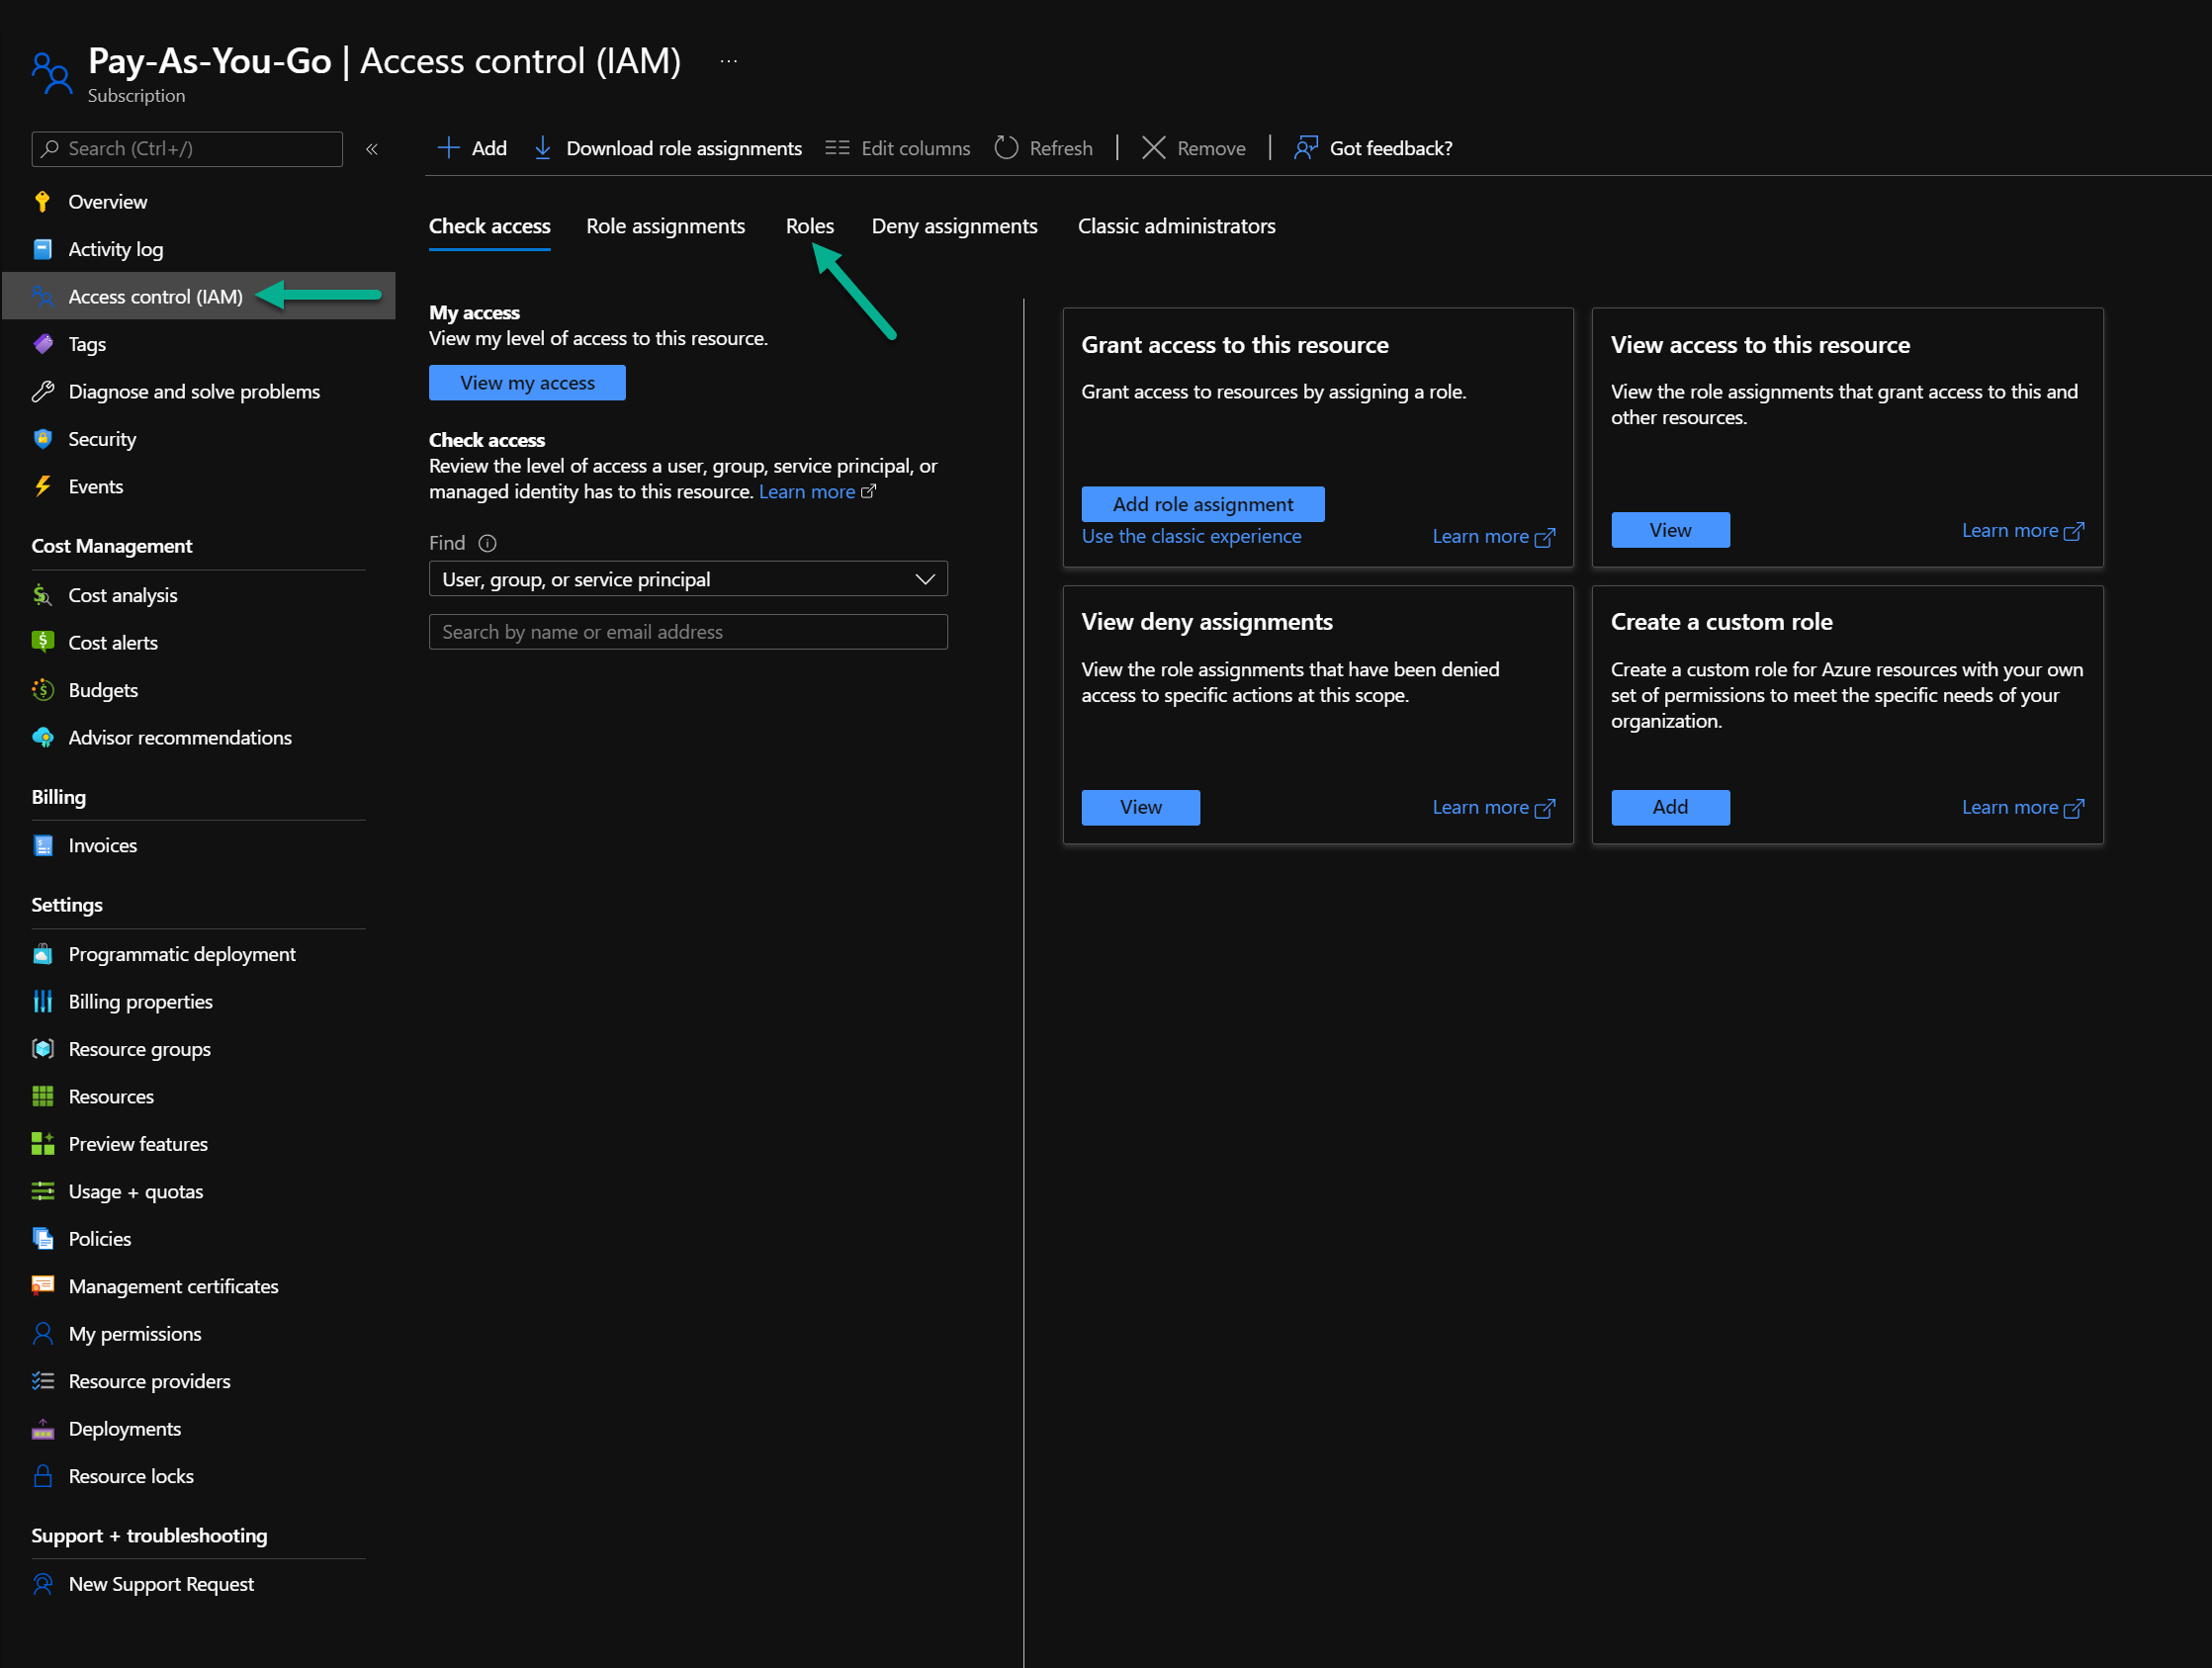 Pay-As-You-Go | Access control (IAM) ...
Subscription
Search (Ctrl+/)
«
Overview
Activity log
Access control (IAM)
Tags
Diagnose and solve problems
Security
Events
Cost Management
Cost analysis
Cost alerts
Budgets
Advisor recommendations
Billing
Invoices
Settings
Programmatic deployment
Billing properties
Resource groups
Resources
Preview features
Usage + quotas
Policies
Management certificates
My permissions
Resource providers
Deployments
Resource locks
Support + troubleshooting
New Support Request
Add Download role assignments Edit columns Refresh | Remove | Got feedback?
Check access Role assignments Roles Deny assignments Classic administrators
My access
View my level of access to this resource.
View my access
Check access
Review the level of access a user, group, service principal, or
managed identity has to this resource. Learn more
Find
User, group, or service principal
Search by name or email address
Grant access to this resource
Grant access to resources by assigning a role.
Add role assignment
Use the classic experience Learn more
View access to this resource
View the role assignments that grant access to this and
other resources.
View Learn more
View deny assignments
View the role assignments that have been denied
access to specific actions at this scope.
View Learn more
Create a custom role
Create a custom role for Azure resources with your own
set of permissions to meet the specific needs of your
organization.
Add Learn more